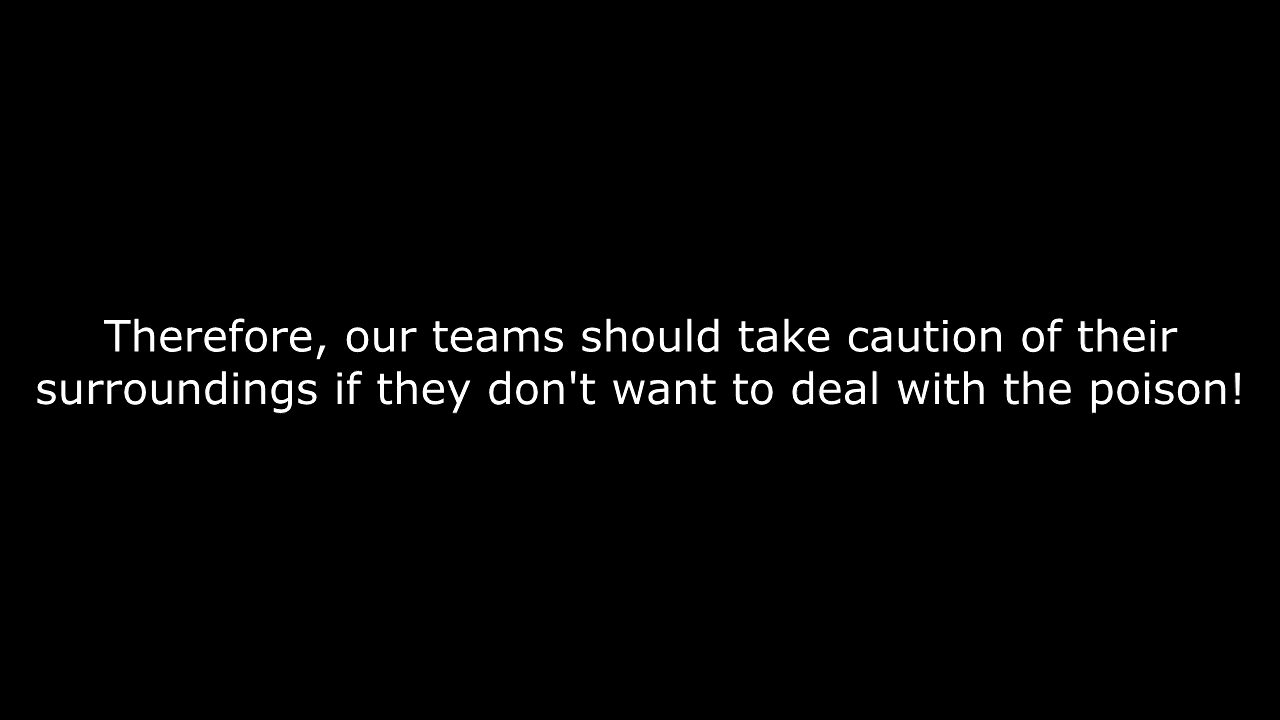 Therefore, our teams should take caution of their
surroundings if they don't want to deal with the poison!